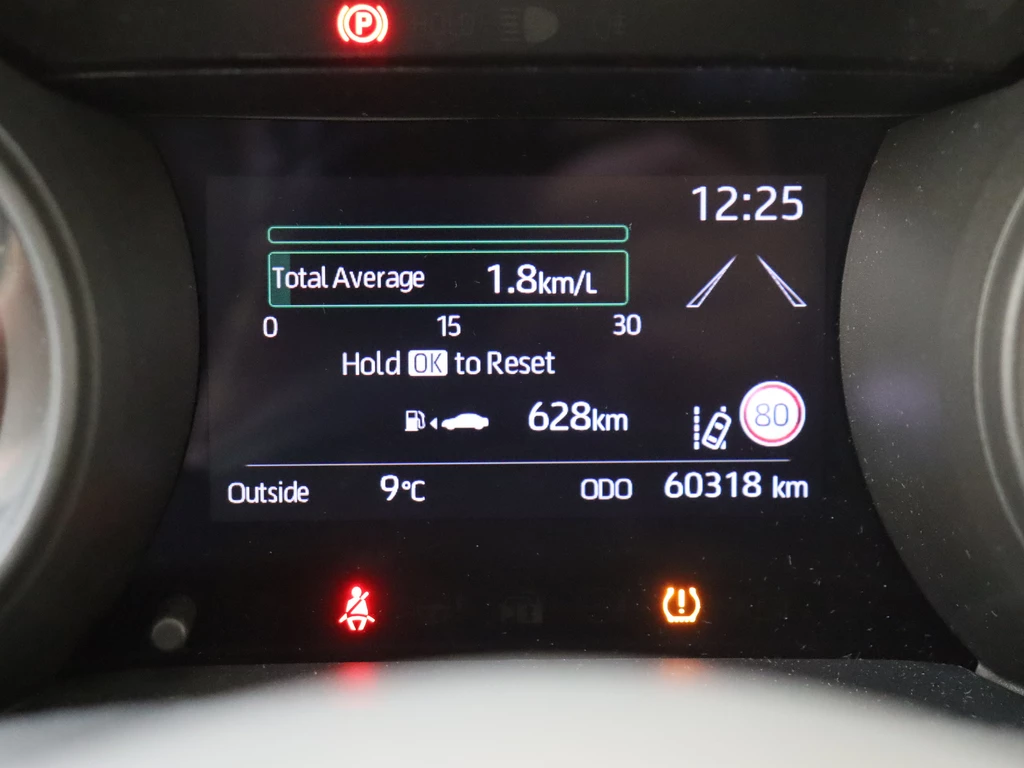 P
12:25
Total Average 1.8km/L
0 15 30
Hold OK to Reset
628km
80
Outside 9°C ODO 60318 km